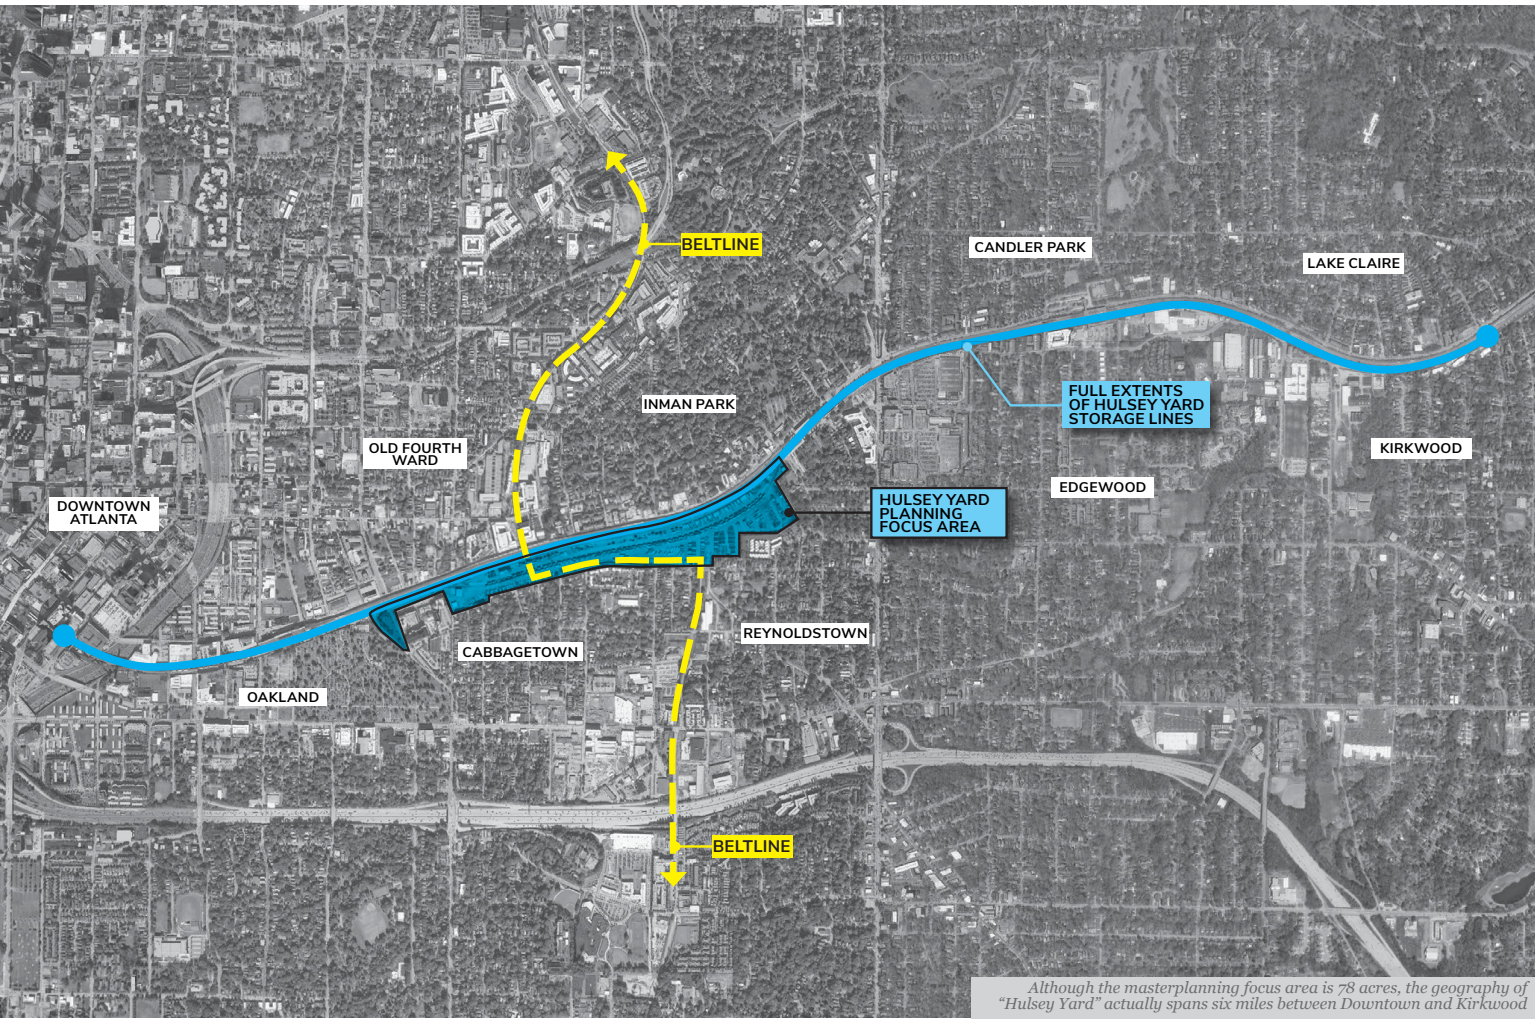 BELTLINE
CANDLER PARK
LAKE CLAIRE
FULL EXTENTS
OF HULSEY YARD
STORAGE LINES
INMAN PARK
OLD FOURTH
WARD
KIRKWOOD
EDGEWOOD
DOWNTOWN
ATLANTA
HULSEY YARD
PLANNING
FOCUS AREA
REYNOLDSTOWN
CABBAGETOWN
OAKLAND
BELTLINE
Although the masterplanning focus area is 78 acres, the geography of
“Hulsey Yard” actually spans six miles between Downtown and Kirkwood